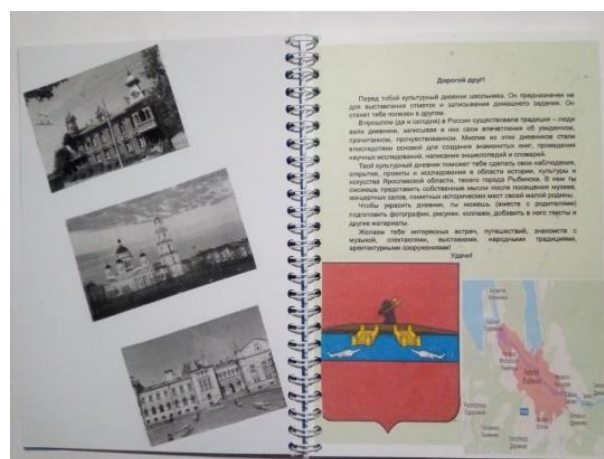 Дорогой друг!
Перед тобой культурный дневник школьника. Он предназначен не
для выставления отметок и записывания домашнего задания. Он
станет тебе полезен в другом.
В прошлом (да и сегодня) в России существовала традиция – люди
вели дневники, записывая в них свои впечатления об увиденном,
прочитанном, прочувствованном. Многие из этих дневников стали
впоследствии основой для создания знаменитых книг, проведения
научных исследований, написания энциклопедий и словарей.
Твой культурный дневник поможет тебе сделать свои наблюдения,
открытия, проекты и исследования в области истории, культуры и
искусства Ярославской области, твоего города Рыбинска. В нем ты
сможешь представить собственные мысли после посещения музеев,
концертных залов, памятных исторических мест своей малой родины.
Чтобы украсить дневник, ты можешь (вместе с родителями)
подготовить фотографии, рисунки, коллажи, добавить в него тексты и
другие материалы.
Желаем тебе интересных встреч, путешествий, знакомств с
музыкой, спектаклями, выставками, народными традициями,
архитектурными сооружениями!
Удачи!